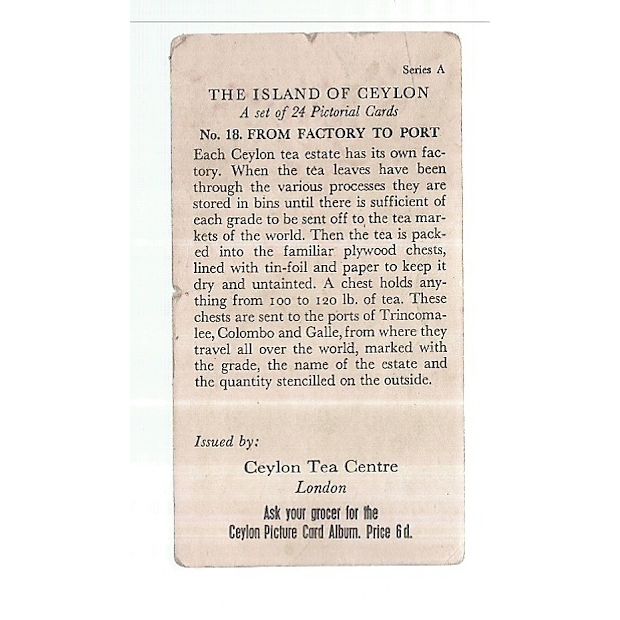 Series A
THE ISLAND OF CEYLON
A set of 24 Pictorial Cards
No. 18. FROM FACTORY TO PORT
Each Ceylon tea estate has its own fac-
tory. When the tea leaves have been
through the various processes they are
stored in bins until there is sufficient of
each grade to be sent off to the tea mar-
kets of the world. Then the tea is pack-
ed into the familiar plywood chests,
lined with tin-foil and paper to keep it
dry and untainted. A chest holds any-
thing from 100 to 120 lb. of tea. These
chests are sent to the ports of Trincoma-
lee, Colombo and Galle, from where they
travel all over the world, marked with
the grade, the name of the estate and
the quantity stencilled on the outside.
Issued by:
Ceylon Tea Centre
London
Ask your grocer for the
Ceylon Picture Card Album. Price 6d.